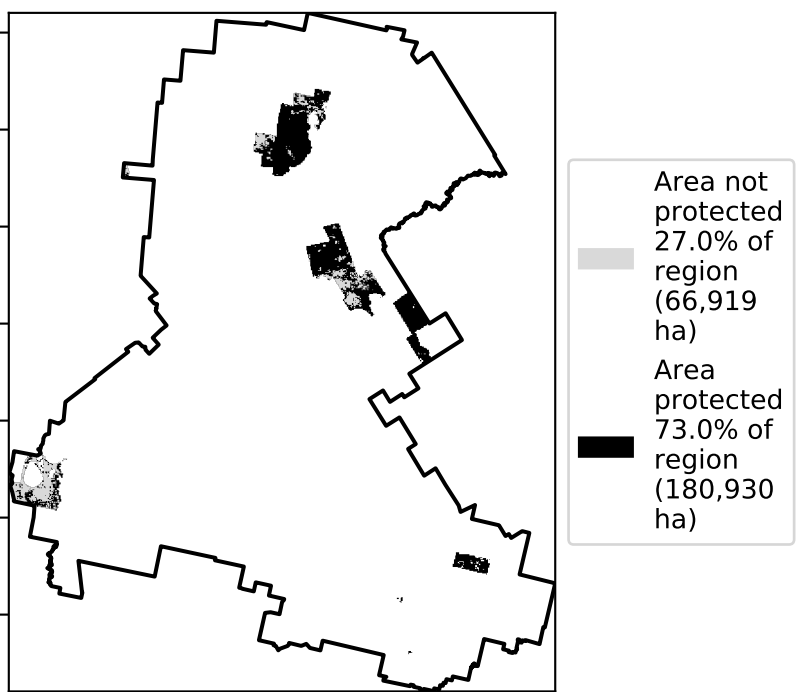 Area not
protected
27.0% of
region
(66,919
ha)
Area
protected
73.0% of
region
(180,930
ha)